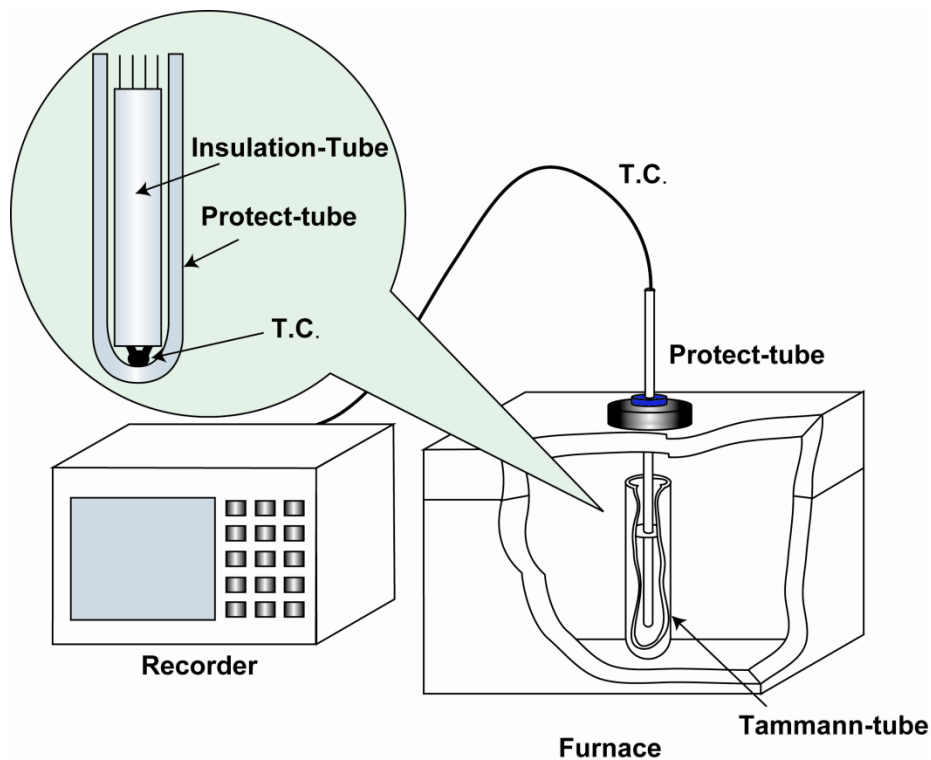 Insulation-Tube
Protect-tube
T.C.
T.C.
Protect-tube
Recorder
Tammann-tube
Furnace